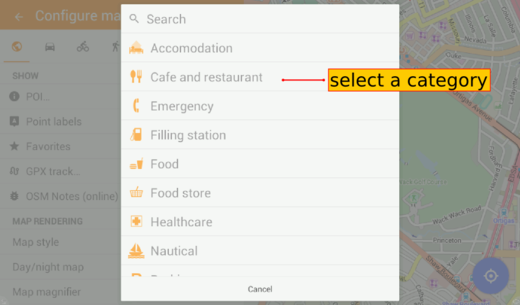 Configure ma
Search
Accomodation
Cafe and restaurant
select a category
Emergency
Filling station
Food
Food store
Healthcare
Nautical
Cancel
SHOW
POI...
Point labels
Favorites
GPX track...
OSM Notes (online)
MAP RENDERING
Map style
Day/night map
Map magnifier
Princeton